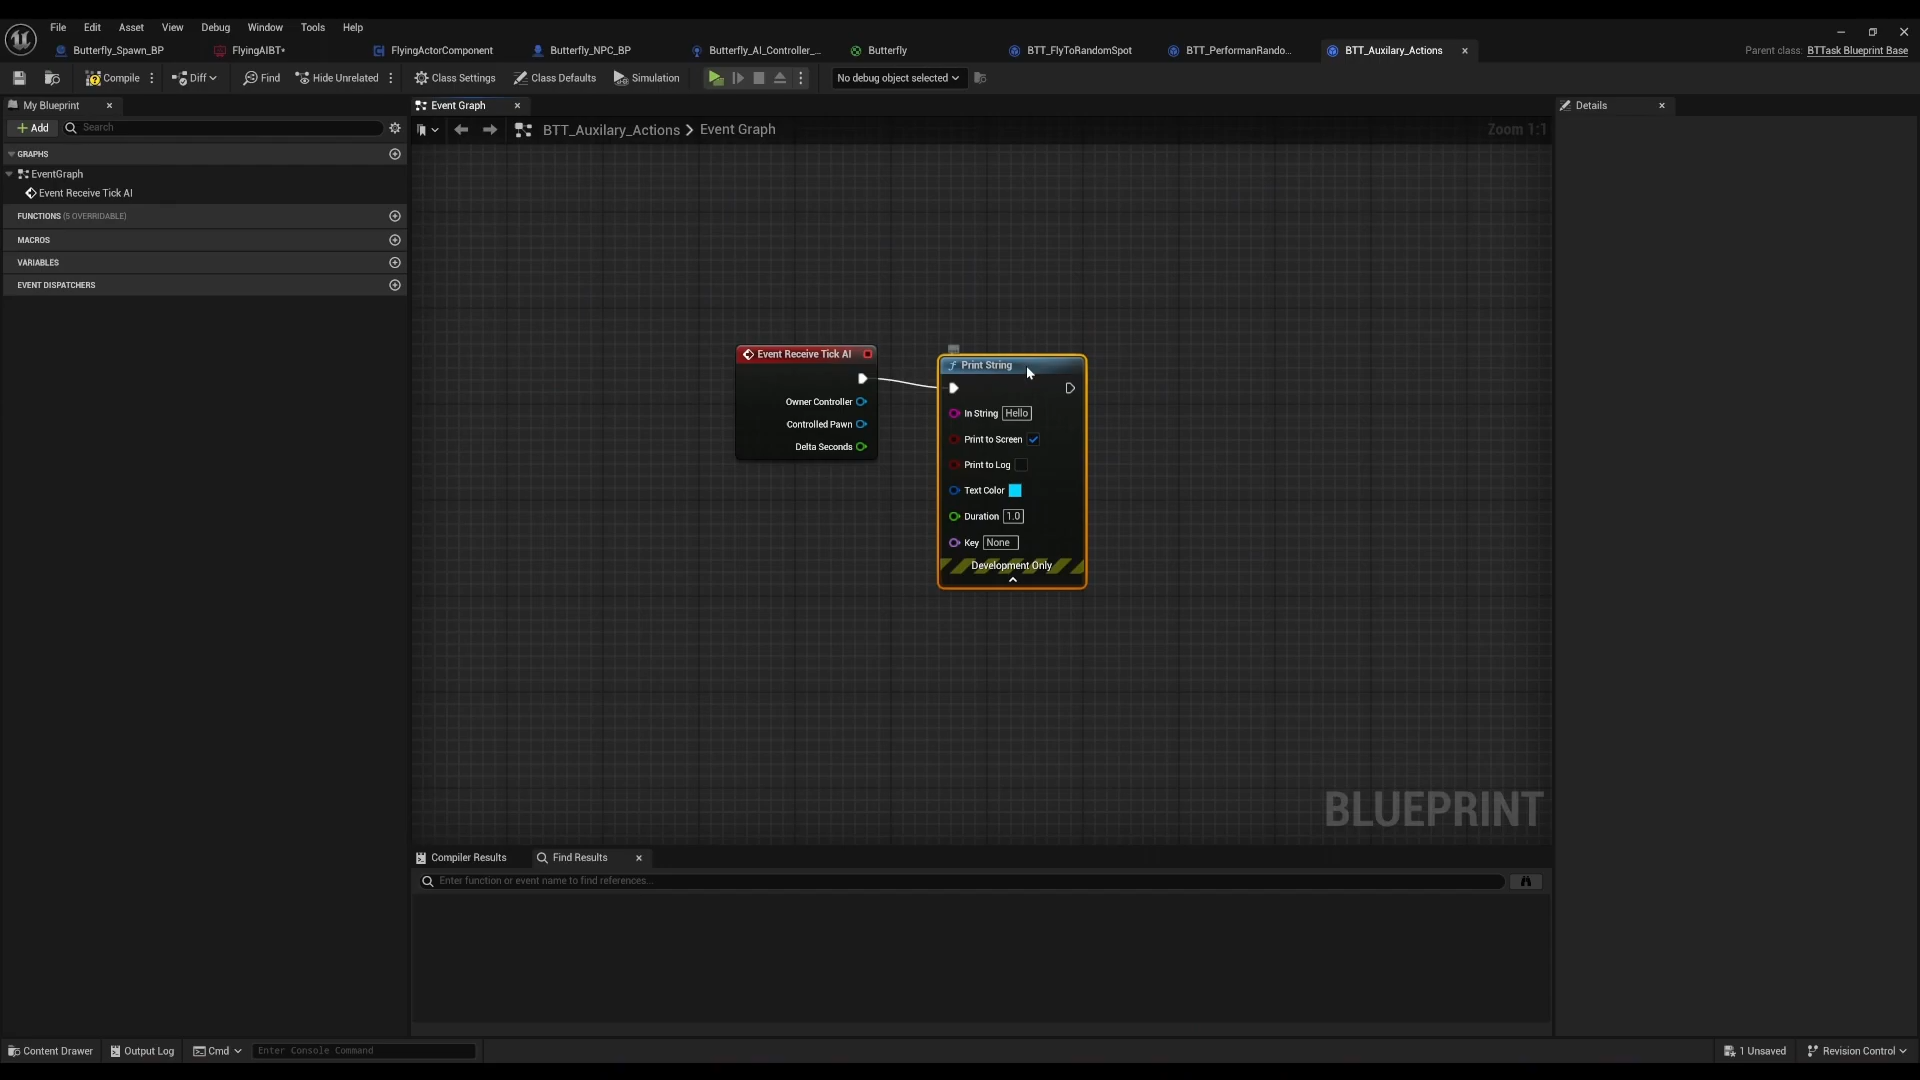 File Edit Asset View Debug Window Tools Help
Butterfly_Spawn_BP FlyingAIBT* FlyingActorComponent Butterfly_NPC_BP Butterfly_AI_Controller_... Butterfly BTT_FlyToRandomSpot BTT_PerformanRando... BTT_Auxilary_Actions Parent class: BTTask Blueprint Base
Compile Diff Find Hide Unrelated Class Settings Class Defaults Simulation No debug object selected
My Blueprint Event Graph Details
Add Search BTT_Auxilary_Actions > Event Graph Zoom 1:1
GRAPHS
EventGraph
Event Receive Tick AI
FUNCTIONS (5 OVERRIDABLE)
MACROS
VARIABLES
EVENT DISPATCHERS
Event Receive Tick AI
Owner Controller
Controlled Pawn
Delta Seconds
Print String
In String Hello
Print to Screen
Print to Log
Text Color
Duration 1.0
Key None
Development Only
BLUEPRINT
Compiler Results Find Results
Enter function or event name to find references...
Content Drawer Output Log Cmd Enter Console Command 1 Unsaved Revision Control